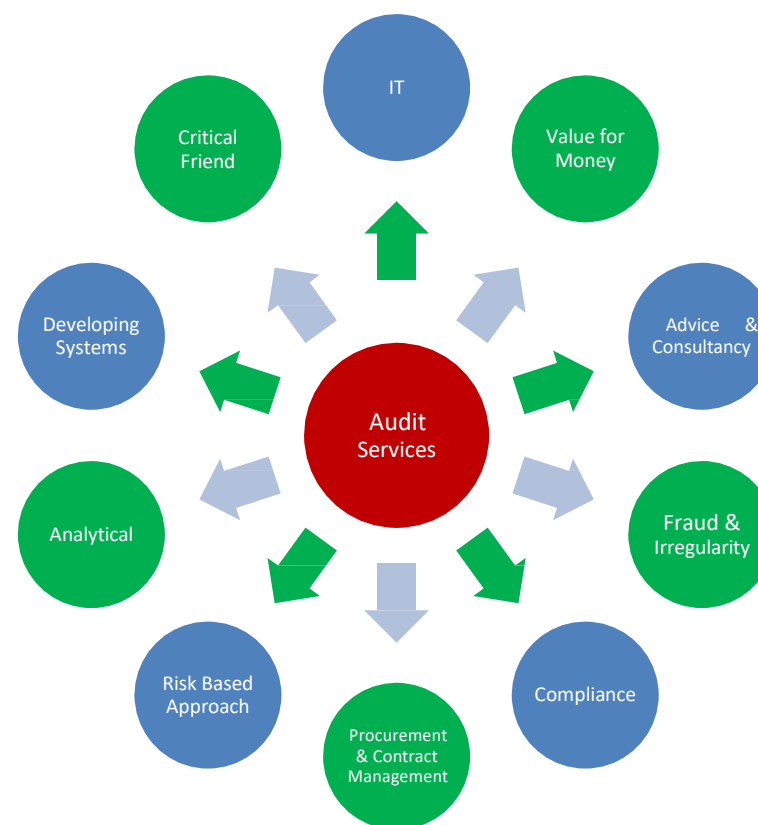 IT
Critical
Friend
Value for
Money
Developing
Systems
Advice &
Consultancy
Audit
Services
Analytical
Fraud &
Irregularity
Risk Based
Approach
Compliance
Procurement
& Contract
Management